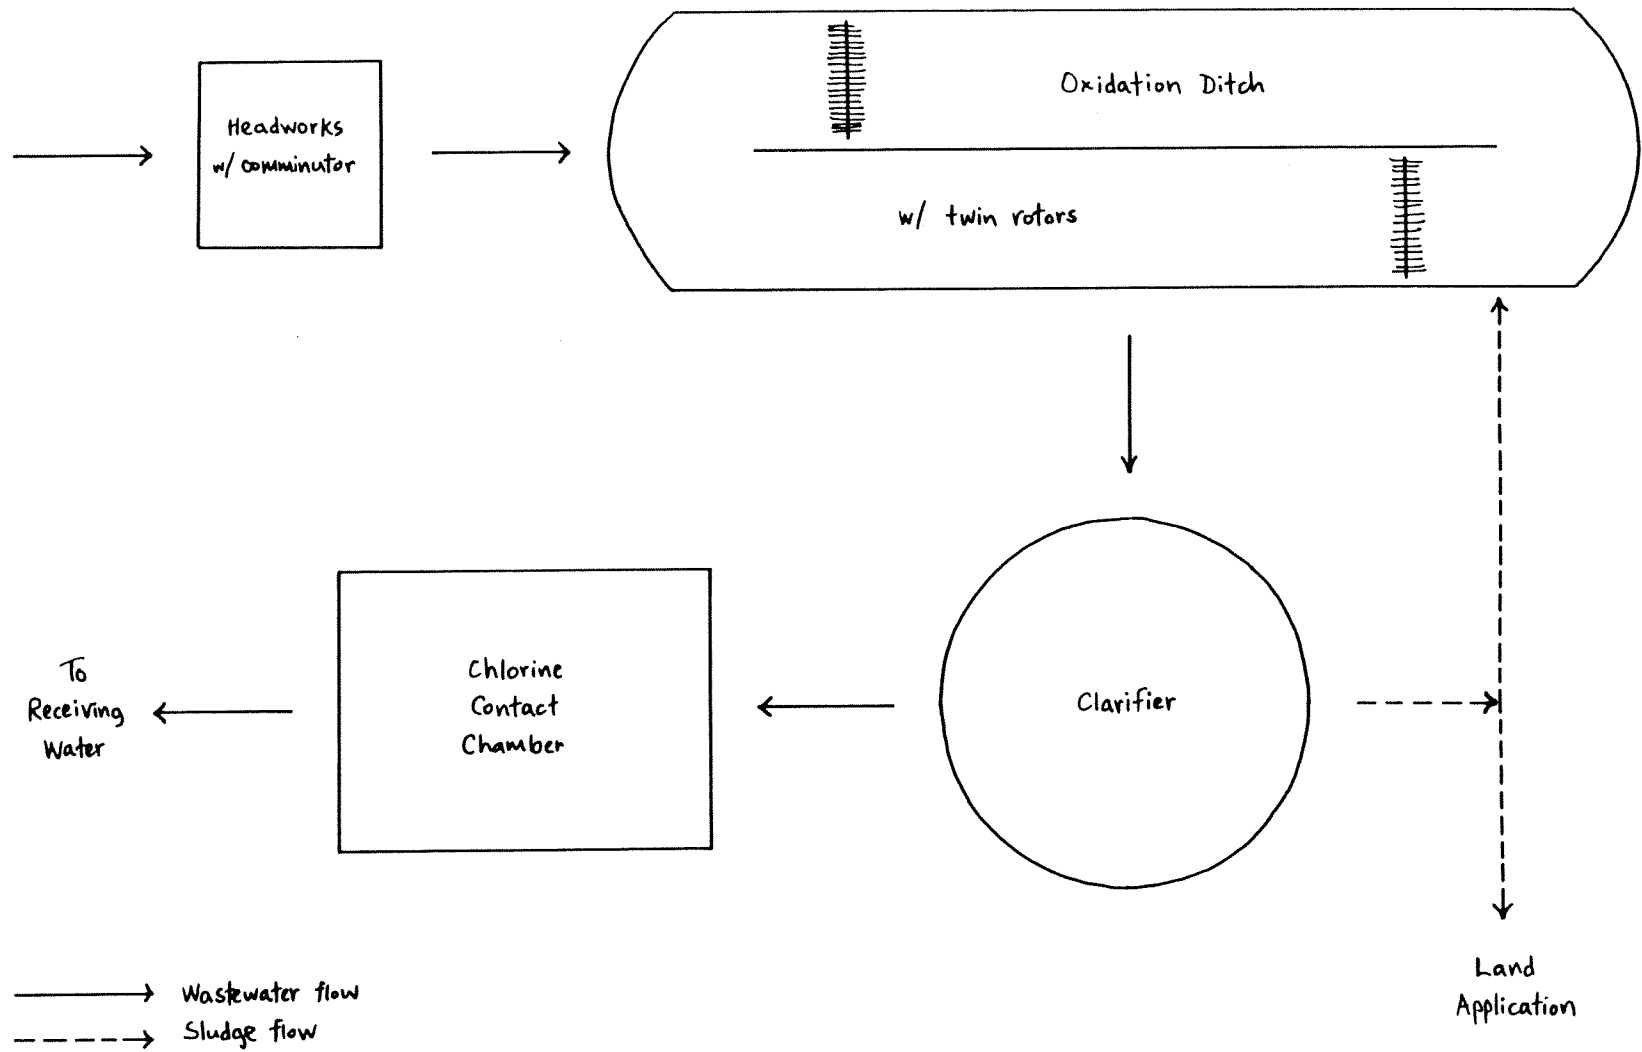 Headworks
w/ comminutor
Oxidation Ditch
w/ twin rotors
To
Receiving
Water
Chlorine
Contact
Chamber
Clarifier
Land
Application
Wastewater flow
Sludge flow